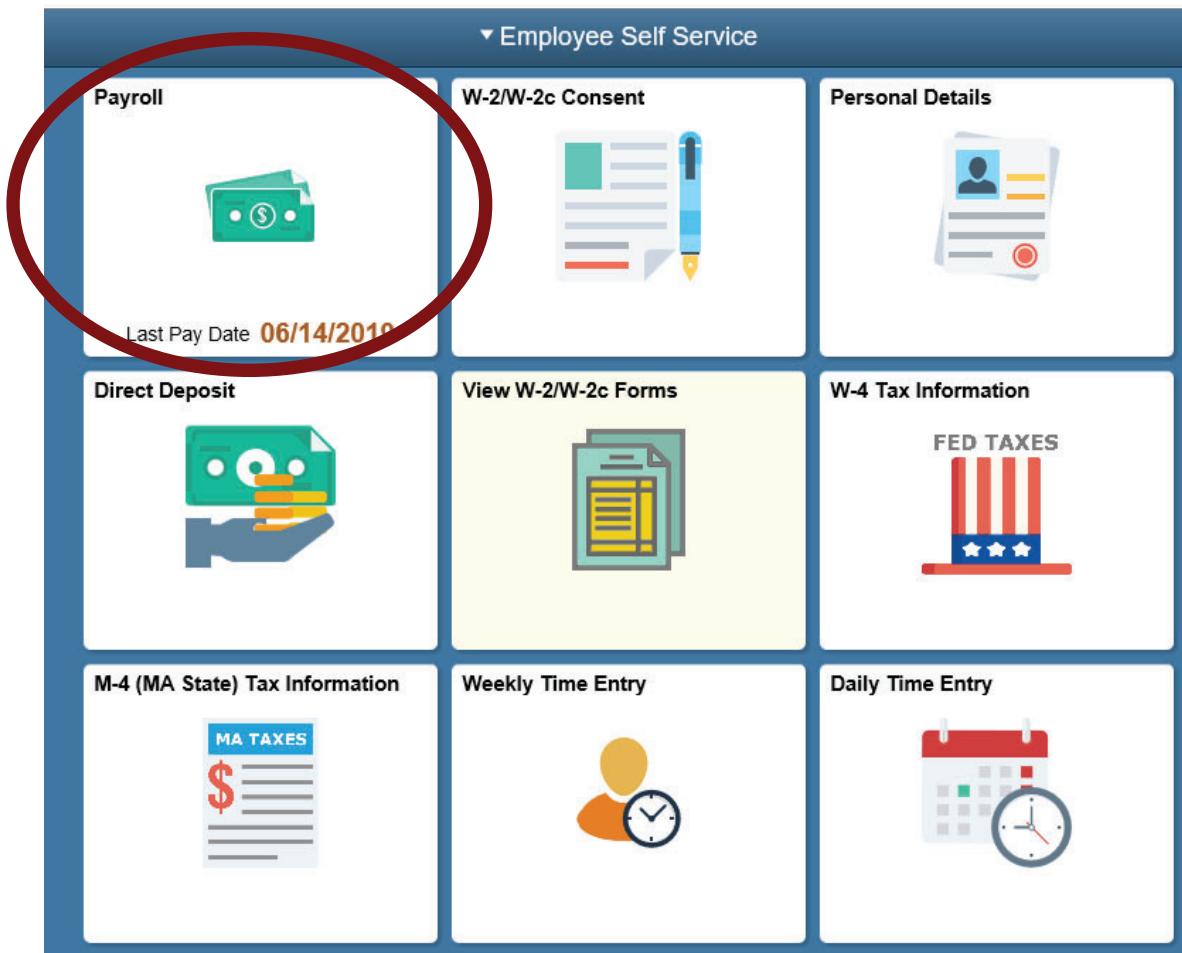 Employee Self Service
Payroll
W-2/W-2c Consent
Personal Details
Last Pay Date 06/14/2019
Direct Deposit
View W-2/W-2c Forms
W-4 Tax Information
FED TAXES
M-4 (MA State) Tax Information
Weekly Time Entry
Daily Time Entry
MA TAXES
$